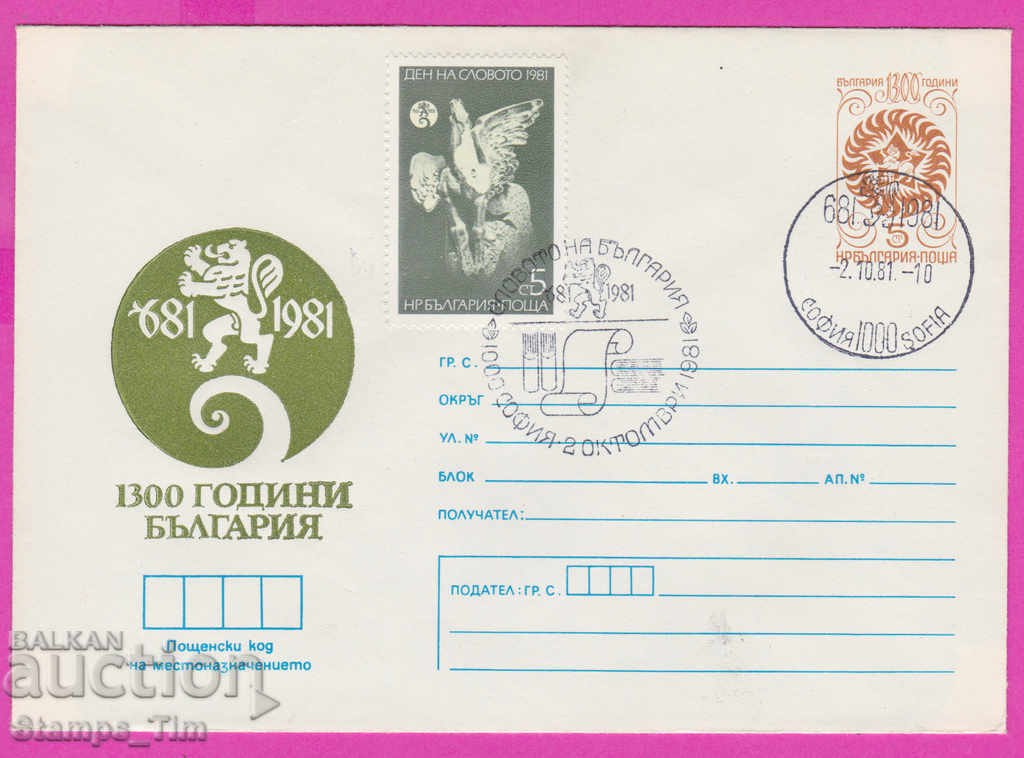 ДЕН НА СЛОВОТО 1981
5 СТ
НР БЪЛГАРИЯ·ПОЩА
БЪЛГАРИЯ 1300 ГОДИНИ
5 СТ
НР БЪЛГАРИЯ·ПОЩА
681 1981
-2.10.81.-10
СОФИЯ 1000 SOFIA
СЛОВОТО НА БЪЛГАРИЯ
681 1981
1000 СОФИЯ · 2 ОКТОМВРИ 1981
681 1981
1300 ГОДИНИ
БЪЛГАРИЯ
ГР. С.
ОКРЪГ
УЛ. №
БЛОК ВХ. АП. №
ПОЛУЧАТЕЛ:
ПОДАТЕЛ: ГР. С.
Пощенски код
на местоназначението
BALKAN
auction
Stamps_Tim